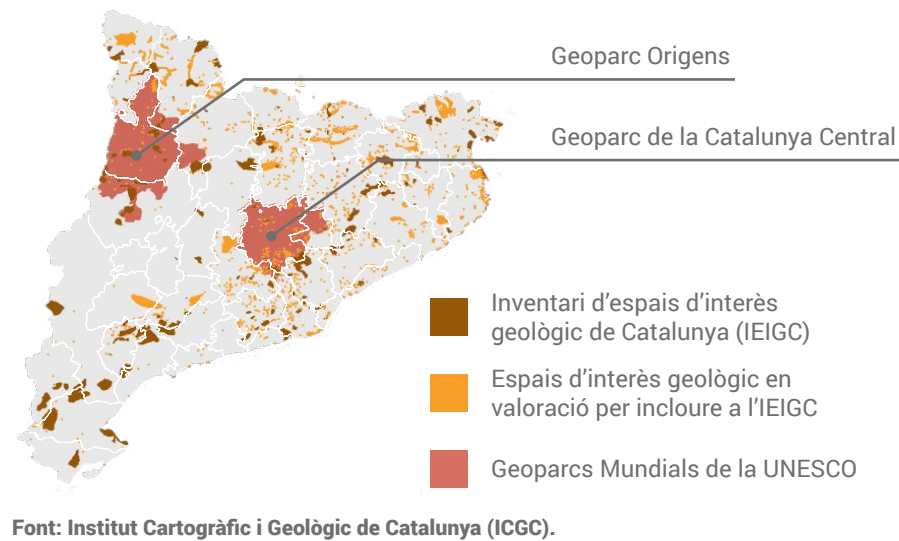 Geoparc Orígens
Geoparc de la Catalunya Central
Inventari d'espais d'interès
geològic de Catalunya (IEIGC)
Espais d'interès geològic en
valoració per incloure a l'IEIGC
Geoparcs Mundials de la UNESCO
Font: Institut Cartogràfic i Geològic de Catalunya (ICGC).